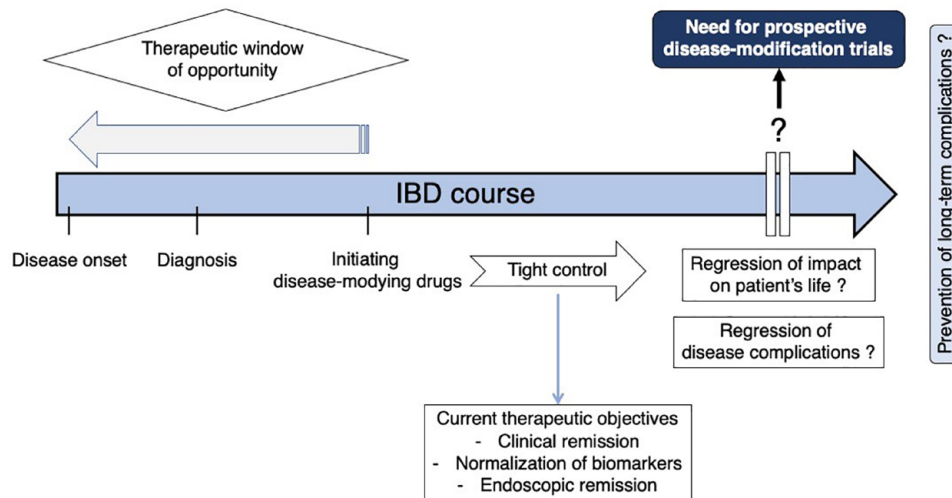 Therapeutic window
of opportunity
Need for prospective
disease-modification trials
?
IBD course
Disease onset
Diagnosis
Initiating
disease-modying drugs
Tight control
Regression of impact
on patient's life ?
Regression of
disease complications ?
Current therapeutic objectives
- Clinical remission
- Normalization of biomarkers
- Endoscopic remission
Prevention of long-term complications ?